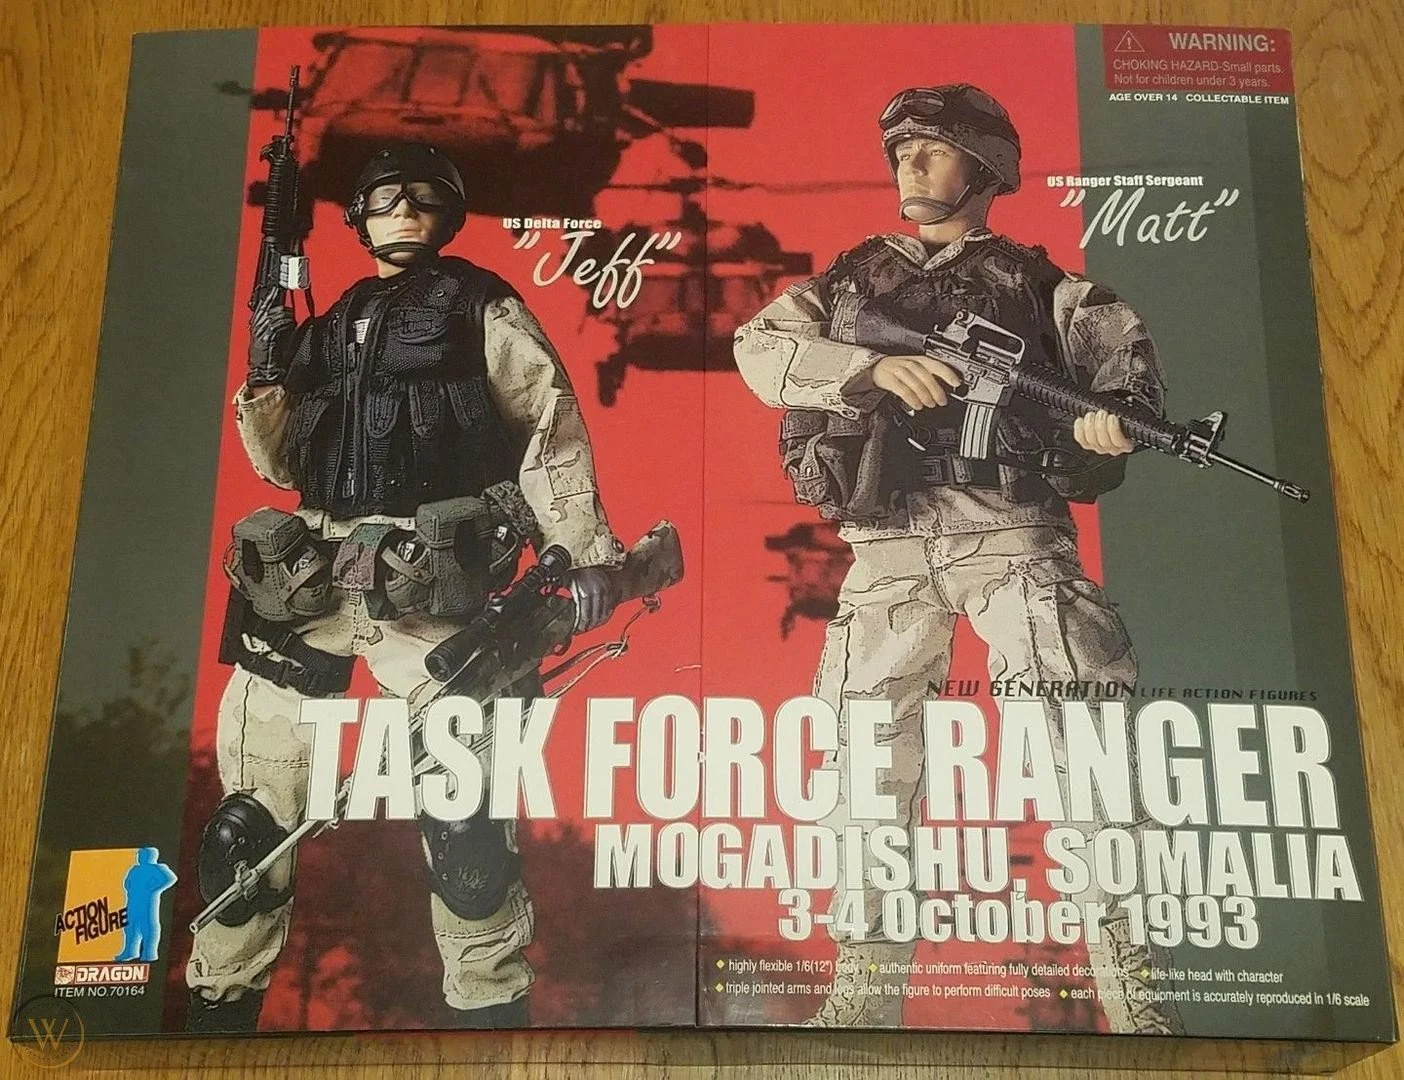 WARNING:
CHOKING HAZARD-Small parts.
Not for children under 3 years.
AGE OVER 14 COLLECTABLE ITEM
US Delta Force
"Jeff"
US Ranger Staff Sergeant
"Matt"
NEW GENERATION LIFE ACTION FIGURES
TASK FORCE RANGER
MOGADISHU, SOMALIA
3-4 October 1993
highly flexible 1/6(12") body
authentic uniform featuring fully detailed decorations
life-like head with character
triple jointed arms and legs allow the figure to perform difficult poses
each piece of equipment is accurately reproduced in 1/6 scale
ACTION
FIGURE
DRAGON
ITEM NO.70164
W